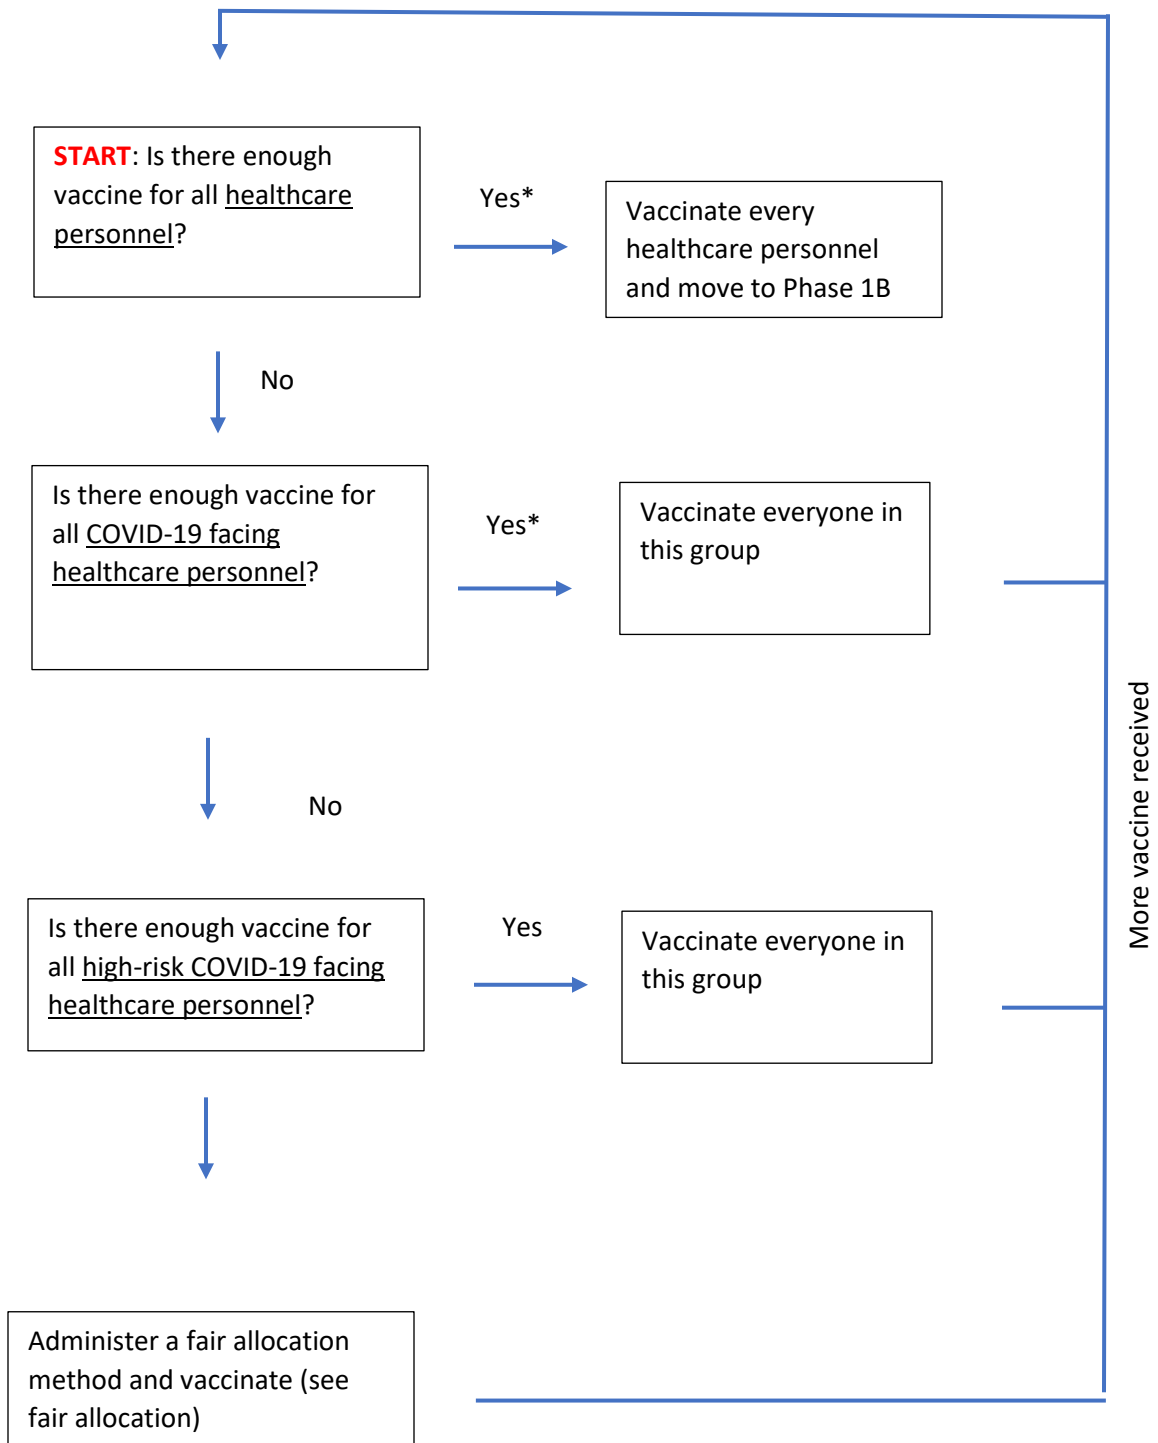 START: Is there enough
vaccine for all healthcare
personnel?
Yes*
Vaccinate every
healthcare personnel
and move to Phase 1B
No
Is there enough vaccine for
all COVID-19 facing
healthcare personnel?
Yes*
Vaccinate everyone in
this group
No
Is there enough vaccine for
all high-risk COVID-19 facing
healthcare personnel?
Yes
Vaccinate everyone in
this group
More vaccine received
Administer a fair allocation
method and vaccinate (see
fair allocation)